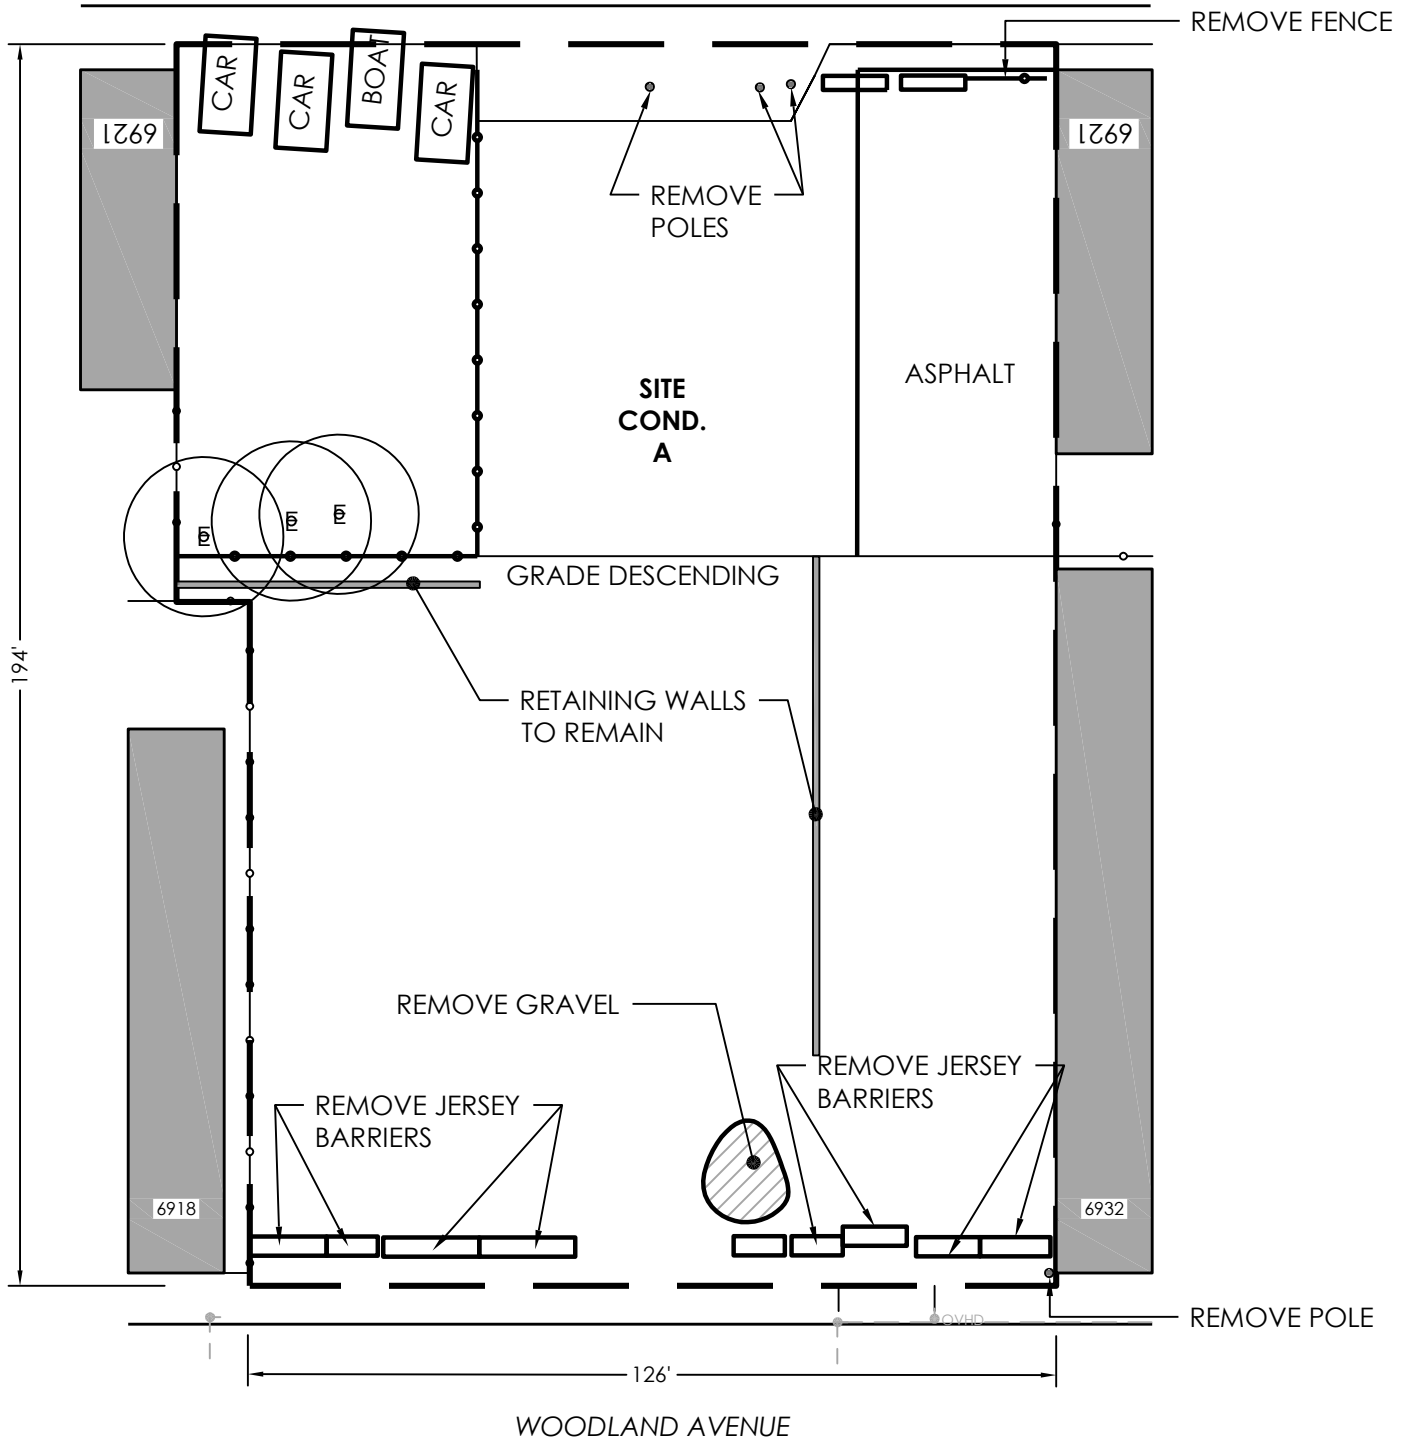 REMOVE FENCE
CAR
CAR
BOAT
CAR
6921
6921
REMOVE
POLES
ASPHALT
SITE
COND.
A
E
E
E
GRADE DESCENDING
194'
RETAINING WALLS
TO REMAIN
REMOVE GRAVEL
REMOVE JERSEY
BARRIERS
REMOVE JERSEY
BARRIERS
6918
6932
OVHD
REMOVE POLE
126'
WOODLAND AVENUE